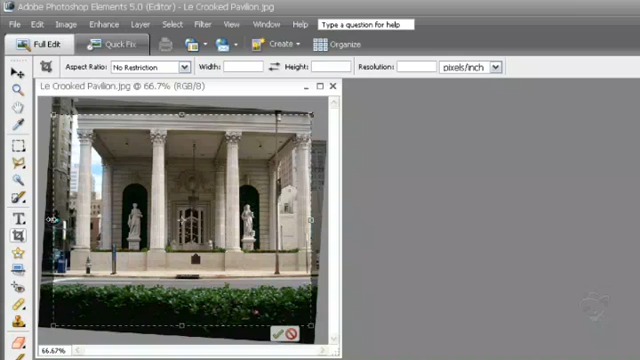 Adobe Photoshop Elements 5.0 (Editor) - Le Crooked Pavilion.jpg
File Edit Image Enhance Layer Select Filter View Window Help Type a question for help
Full Edit Quick Fix Create Organize
Aspect Ratio: No Restriction Width: Height: Resolution: pixels/inch
Le Crooked Pavilion.jpg @ 66.7% (RGB/8)
66.67%